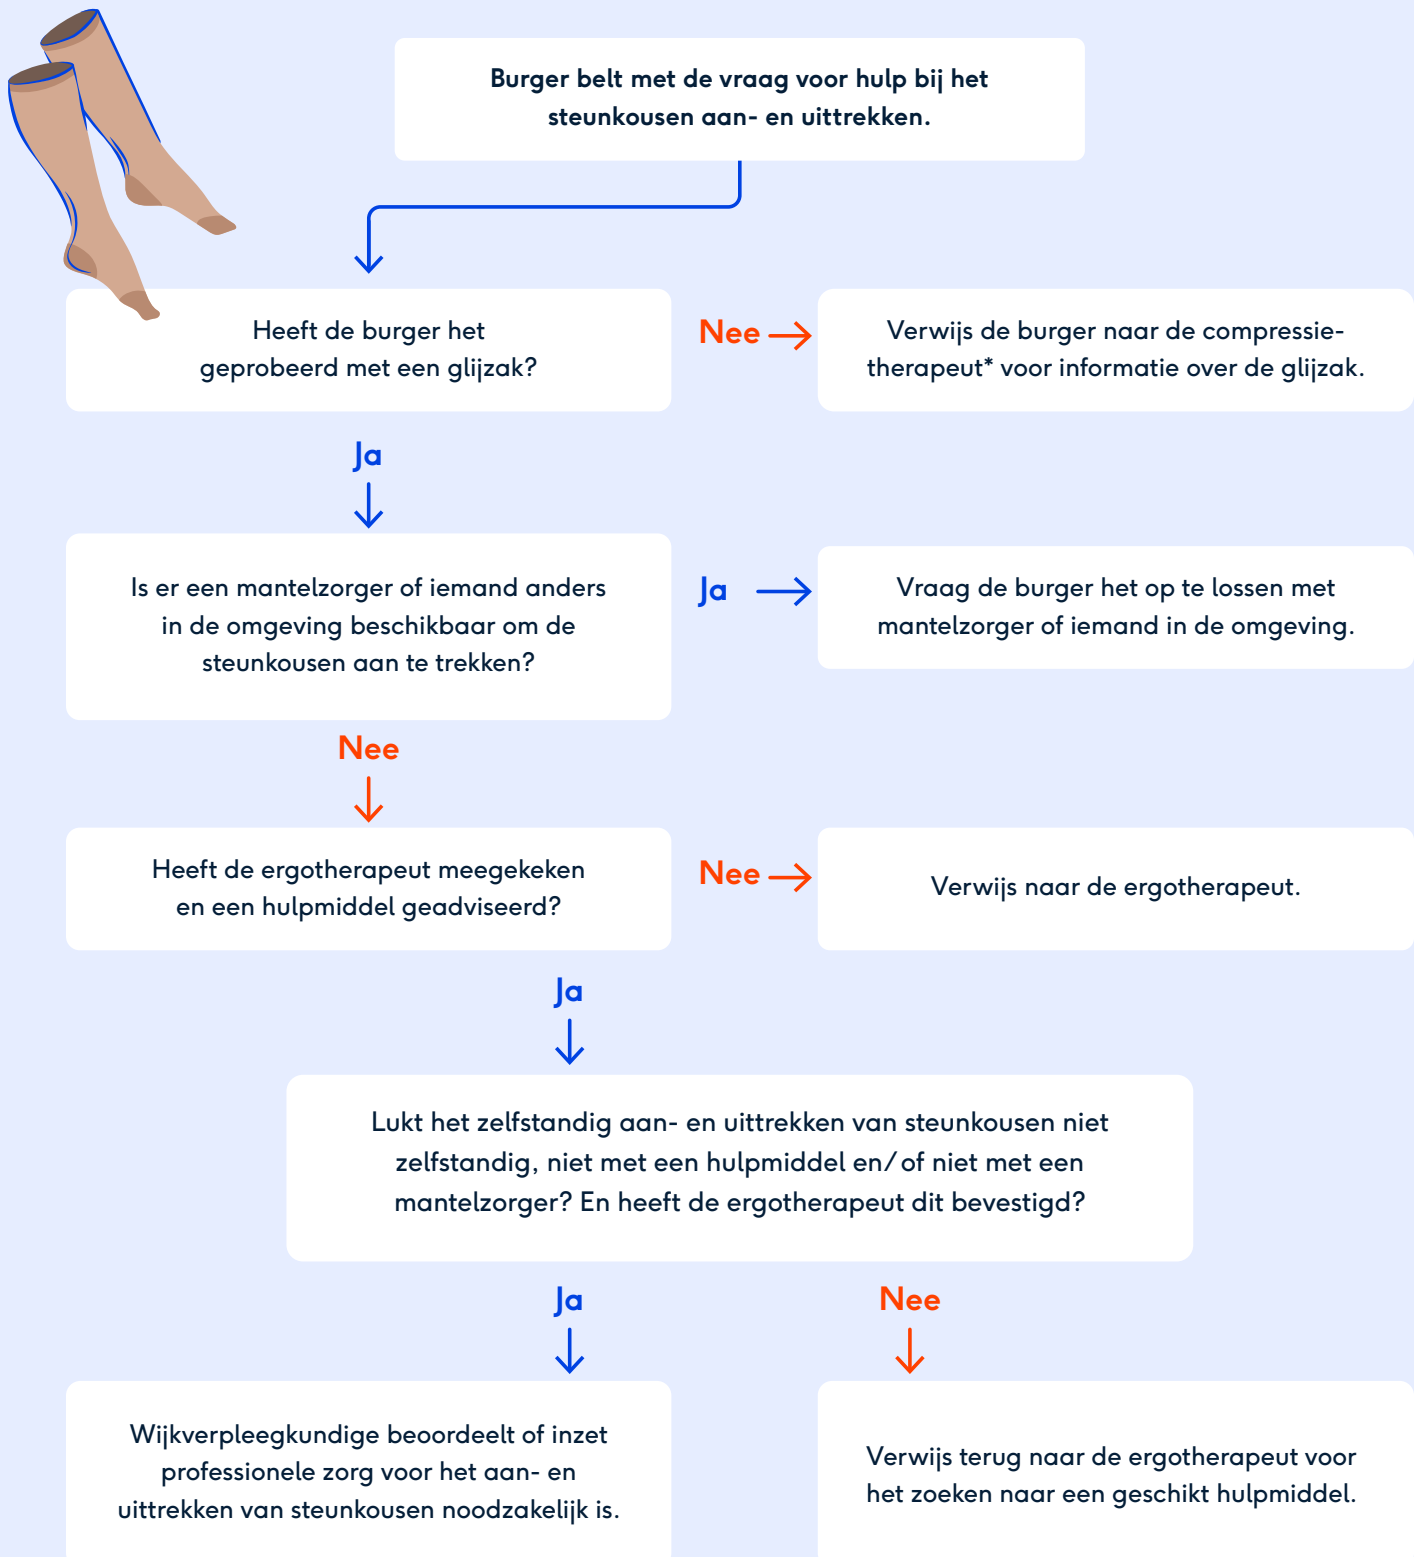 Burger belt met de vraag voor hulp bij het
steunkousen aan- en uittrekken.
Heeft de burger het
geprobeerd met een glijzak?
Nee
Verwijs de burger naar de compressie-
therapeut* voor informatie over de glijzak.
Ja
Is er een mantelzorger of iemand anders
in de omgeving beschikbaar om de
steunkousen aan te trekken?
Ja
Vraag de burger het op te lossen met
mantelzorger of iemand in de omgeving.
Nee
Heeft de ergotherapeut meegekeken
en een hulpmiddel geadviseerd?
Nee
Verwijs naar de ergotherapeut.
Ja
Lukt het zelfstandig aan- en uittrekken van steunkousen niet
zelfstandig, niet met een hulpmiddel en/of niet met een
mantelzorger? En heeft de ergotherapeut dit bevestigd?
Ja
Nee
Wijkverpleegkundige beoordeelt of inzet
professionele zorg voor het aan- en
uittrekken van steunkousen noodzakelijk is.
Verwijs terug naar de ergotherapeut voor
het zoeken naar een geschikt hulpmiddel.